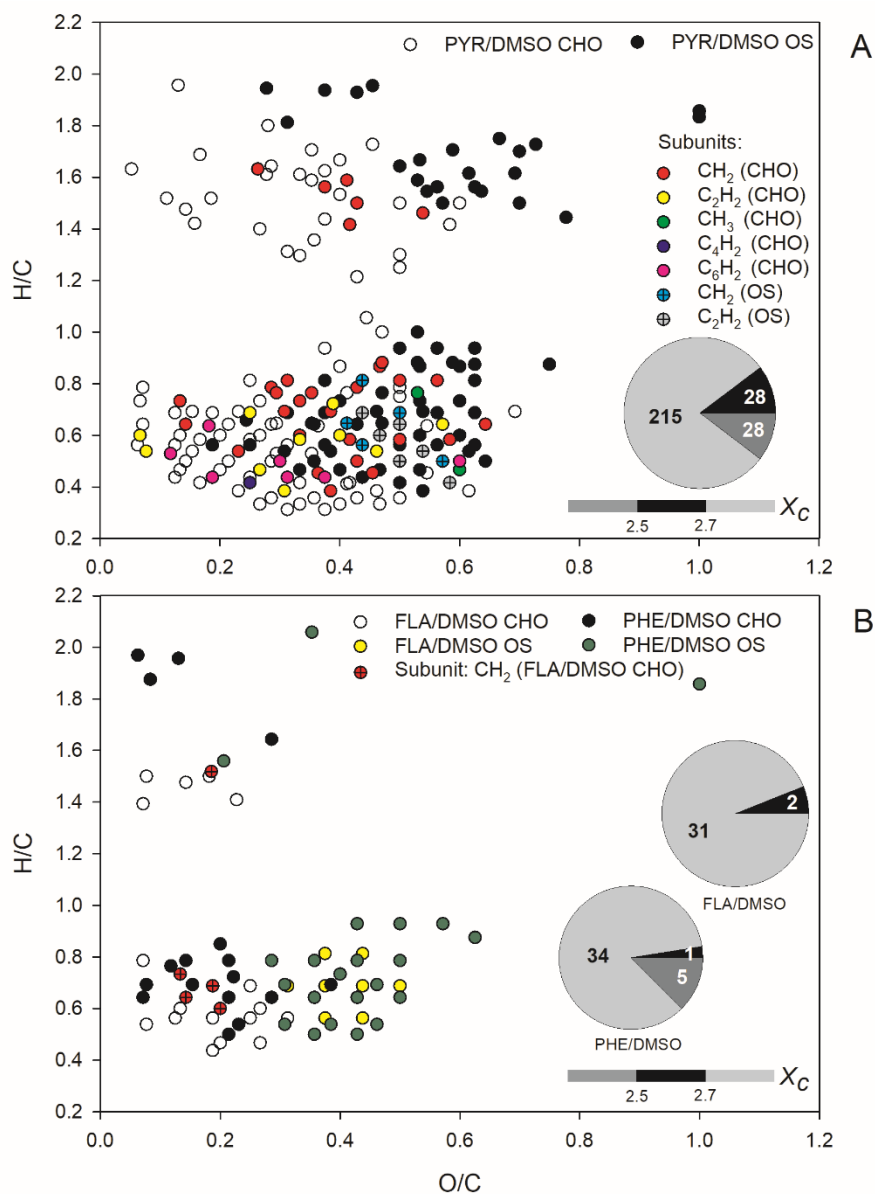 2.2
PYR/DMSO CHO PYR/DMSO OS
A
2.0
1.8
Subunits:
1.6
CH₂ (CHO)
C₂H₂ (CHO)
1.4
CH₃ (CHO)
H/C
C₄H₂ (CHO)
1.2
C₆H₂ (CHO)
CH₂ (OS)
1.0
C₂H₂ (OS)
0.8
215 28
28
0.6
0.4
Xc
2.5 2.7
0.2
0.0 0.2 0.4 0.6 0.8 1.0 1.2
2.2
FLA/DMSO CHO PHE/DMSO CHO
B
FLA/DMSO OS PHE/DMSO OS
2.0
Subunit: CH₂ (FLA/DMSO CHO)
1.8
1.6
1.4
2
31
H/C
1.2
1.0
FLA/DMSO
0.8
34 1
5
0.6
PHE/DMSO
0.4
Xc
2.5 2.7
0.2
0.0 0.2 0.4 0.6 0.8 1.0 1.2
O/C